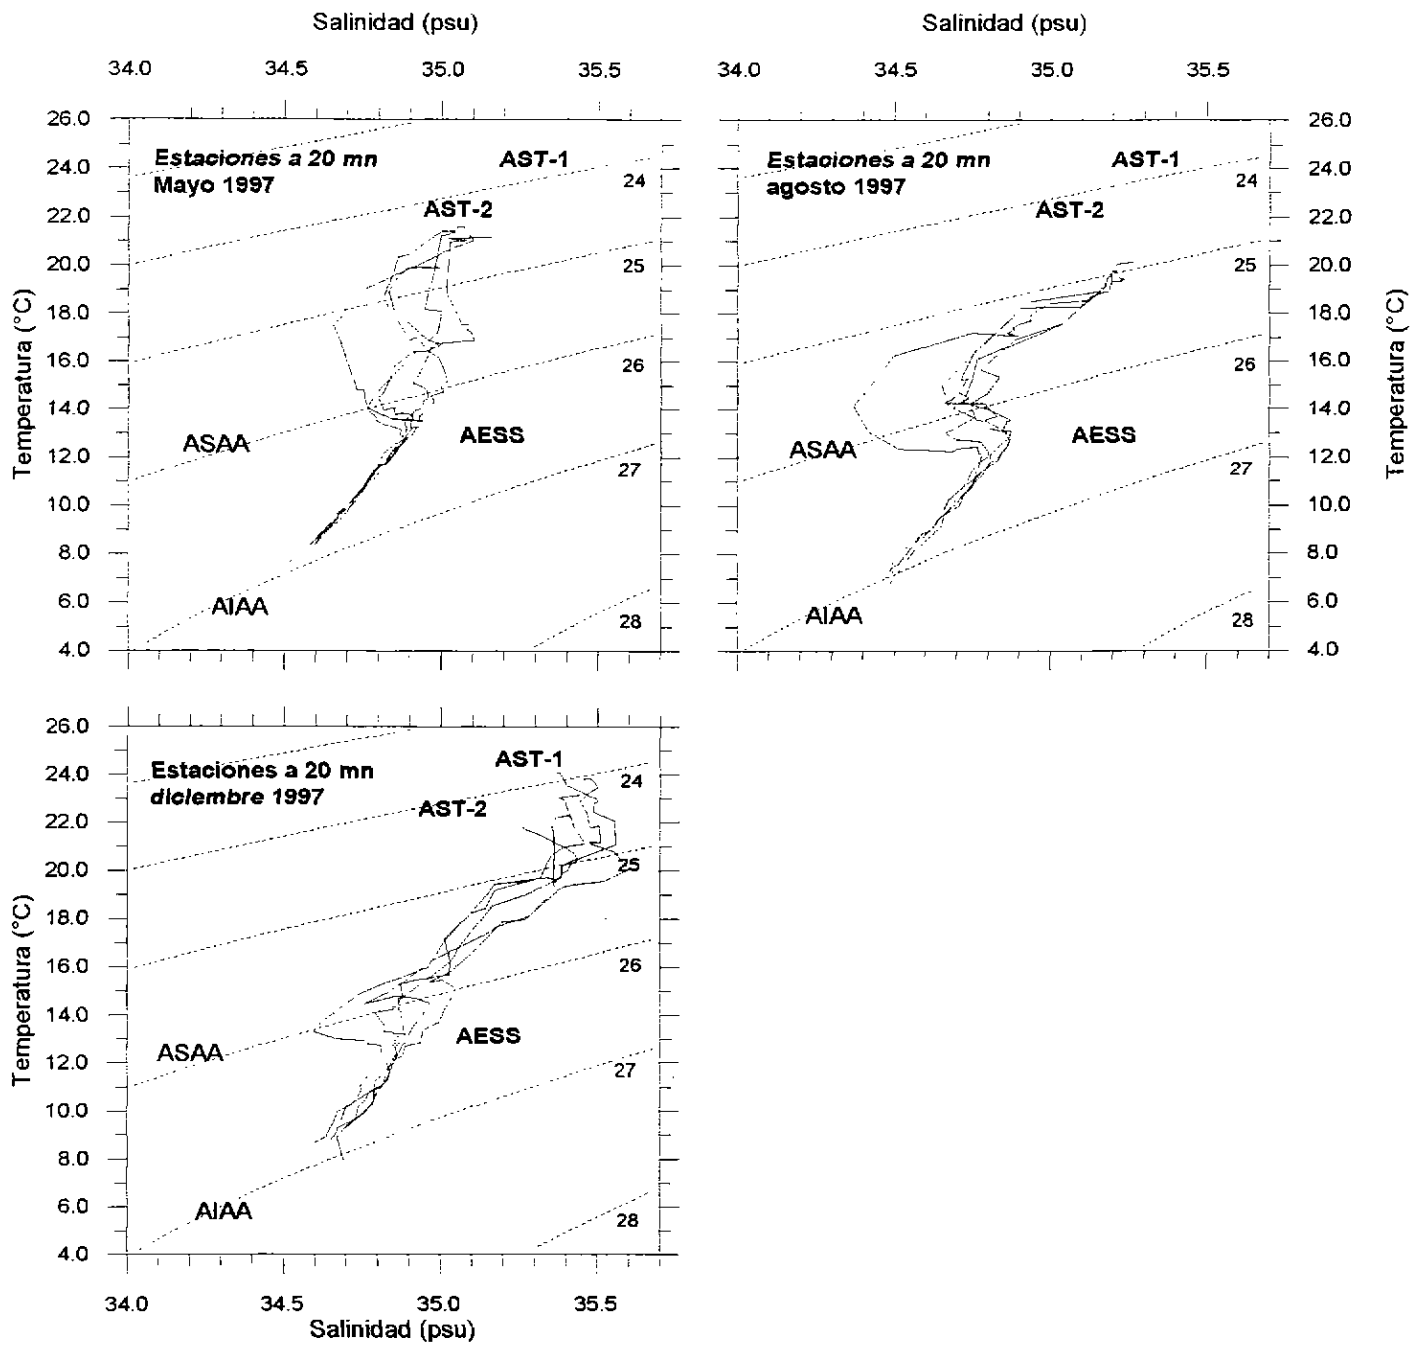 Salinidad (psu)
34.0 34.5 35.0 35.5
26.0
24.0
22.0
20.0
18.0
16.0
14.0
12.0
10.0
8.0
6.0
4.0
Temperatura (°C)
Estaciones a 20 mn
Mayo 1997
AST-1
AST-2
ASAA
AESS
AIAA
24
25
26
27
28
Salinidad (psu)
34.0 34.5 35.0 35.5
Estaciones a 20 mn
agosto 1997
AST-1
AST-2
ASAA
AESS
AIAA
24
25
26
27
28
26.0
24.0
22.0
20.0
18.0
16.0
14.0
12.0
10.0
8.0
6.0
4.0
Temperatura (°C)
26.0
24.0
22.0
20.0
18.0
16.0
14.0
12.0
10.0
8.0
6.0
4.0
Temperatura (°C)
Estaciones a 20 mn
diciembre 1997
AST-1
AST-2
ASAA
AESS
AIAA
24
25
26
27
28
34.0 34.5 35.0 35.5
Salinidad (psu)